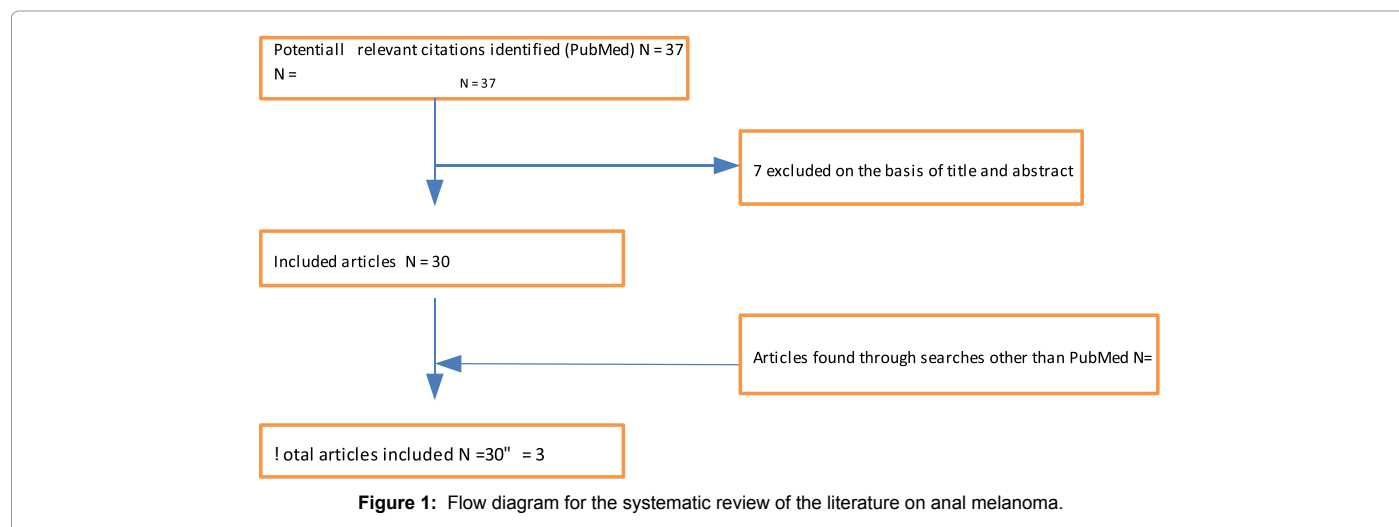 Potentiall relevant citations identified (PubMed) N = 37
N =
N = 37
7 excluded on the basis of title and abstract
Included articles N = 30
Articles found through searches other than PubMed N=
! otal articles included N =30" = 3
Figure 1: Flow diagram for the systematic review of the literature on anal melanoma.